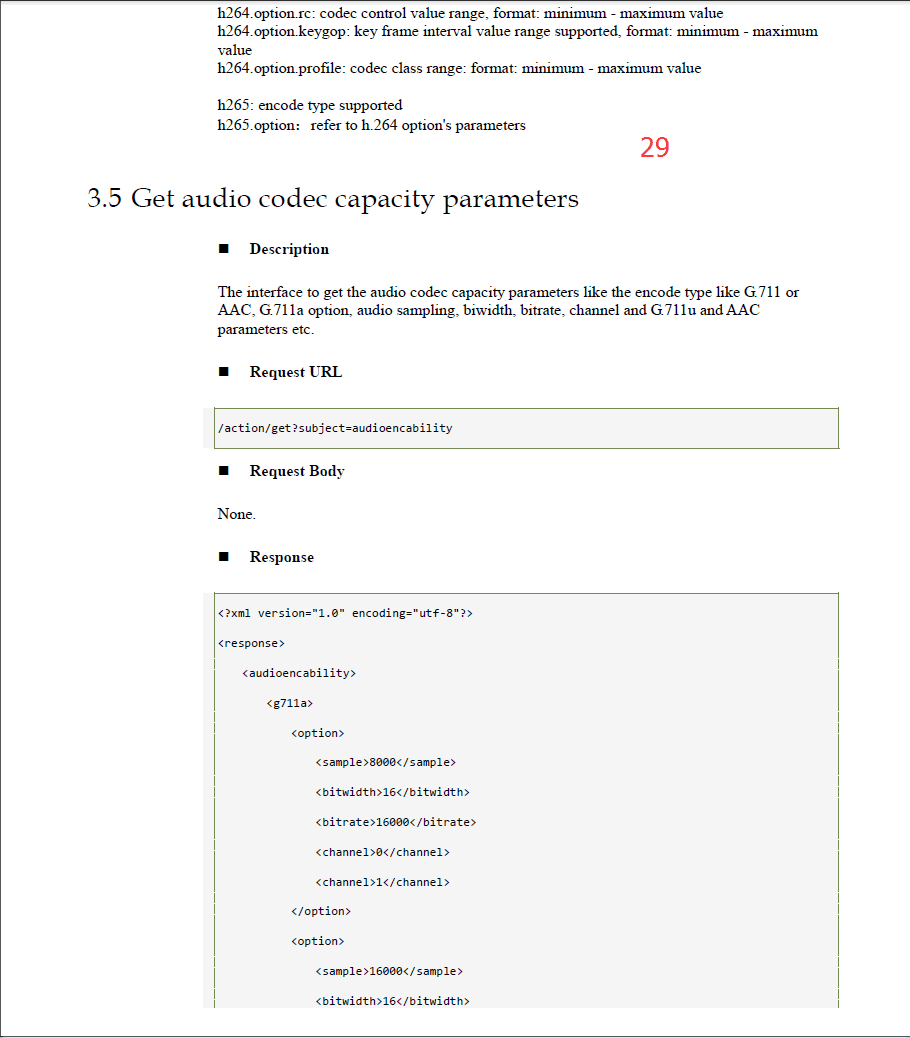 h264.option.rc: codec control value range, format: minimum - maximum value
h264.option.keygop: key frame interval value range supported, format: minimum - maximum
value
h264.option.profile: codec class range: format: minimum - maximum value
h265: encode type supported
h265.option： refer to h.264 option's parameters
29
3.5 Get audio codec capacity parameters
■ Description
The interface to get the audio codec capacity parameters like the encode type like G.711 or
AAC, G.711a option, audio sampling, biwidth, bitrate, channel and G.711u and AAC
parameters etc.
■ Request URL
/action/get?subject=audioencability
■ Request Body
None.
■ Response
<?xml version="1.0" encoding="utf-8"?>
<response>
<audioencability>
<g711a>
<option>
<sample>8000</sample>
<bitwidth>16</bitwidth>
<bitrate>16000</bitrate>
<channel>0</channel>
<channel>1</channel>
</option>
<option>
<sample>16000</sample>
<bitwidth>16</bitwidth>